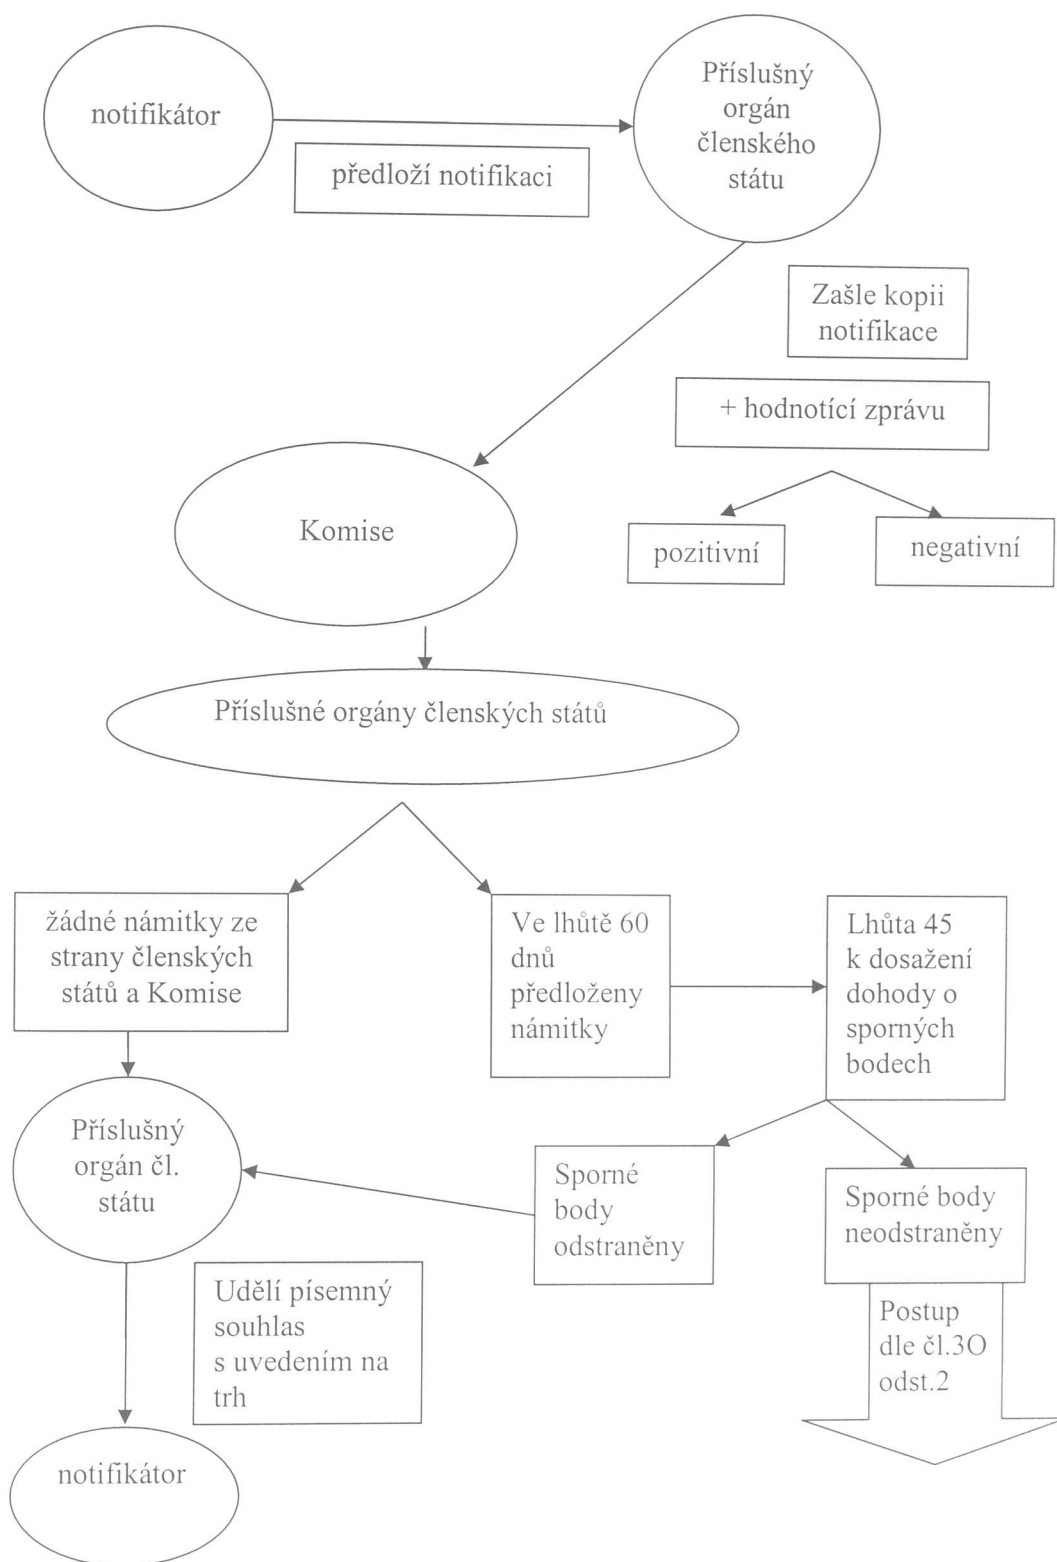 notifikátor
předloží notifikaci
Příslušný
orgán
členského
státu
Zašle kopii
notifikace
+ hodnotící zprávu
pozitivní
negativní
Komise
Příslušné orgány členských států
žádné námitky ze
strany členských
států a Komise
Ve lhůtě 60
dnů
předloženy
námitky
Lhůta 45
k dosažení
dohody o
sporných
bodech
Příslušný
orgán čl.
státu
Sporné
body
odstraněny
Sporné body
neodstraněny
Udělí písemný
souhlas
s uvedením na
trh
Postup
dle čl.3O
odst.2
notifikátor